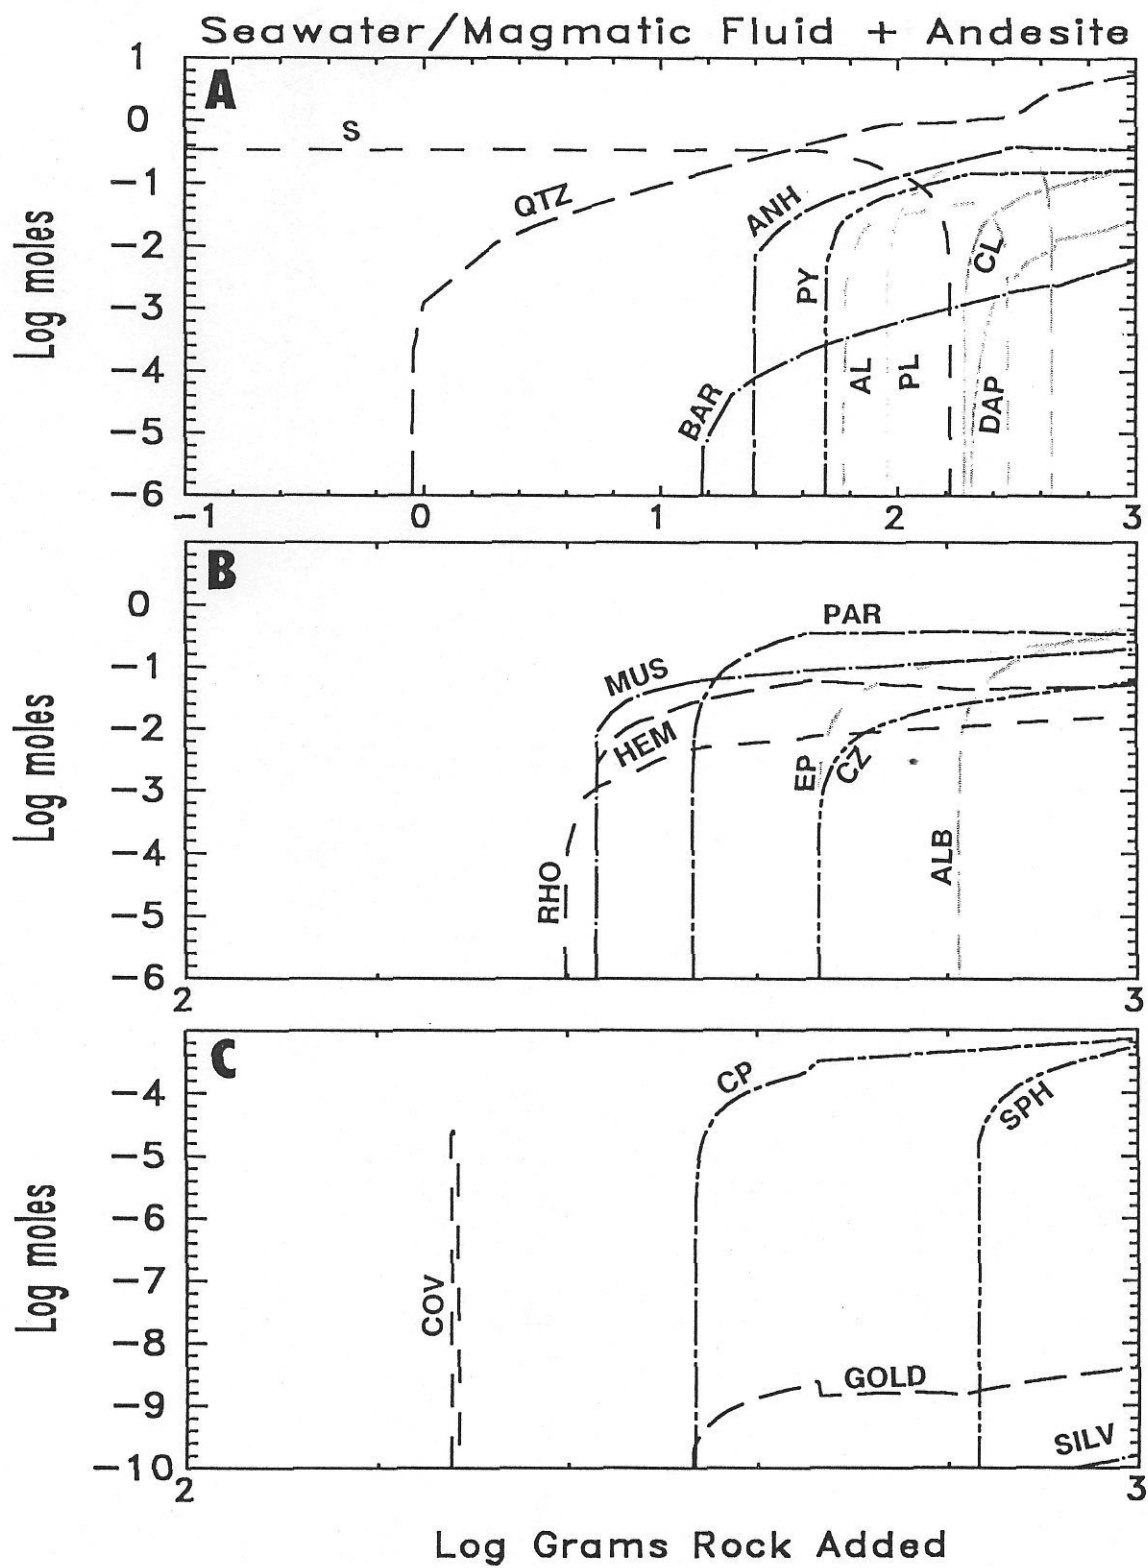 Seawater/Magmatic Fluid + Andesite
A
1
0
−1
−2
−3
−4
−5
−6
Log moles
S
QTZ
ANH
PY
BAR
AL
PL
CL
DAP
−1
0
1
2
3
B
0
−1
−2
−3
−4
−5
−6
Log moles
PAR
MUS
HEM
RHO
EP
CZ
ALB
2
3
C
−4
−5
−6
−7
−8
−9
−10
Log moles
CP
SPH
COV
GOLD
SILV
2
3
Log Grams Rock Added